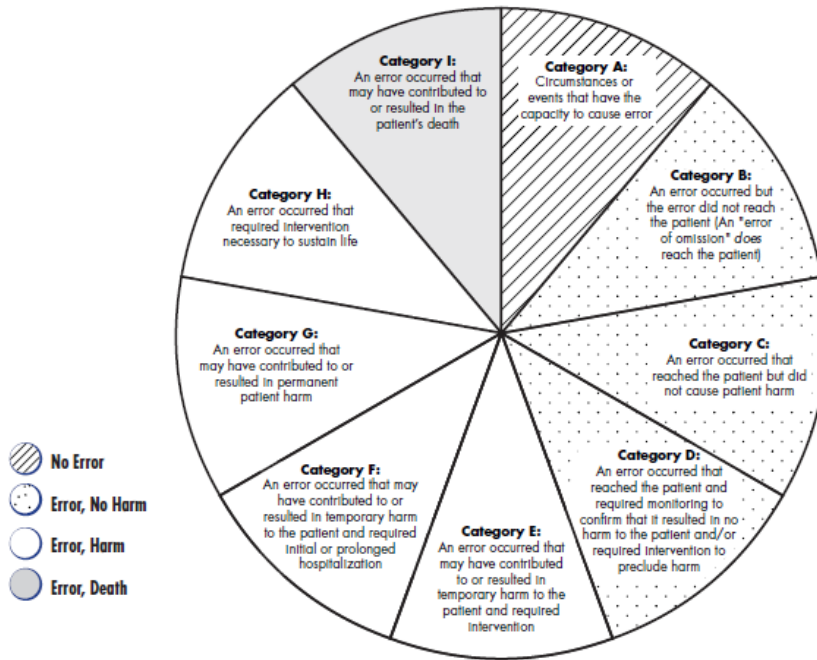 Category A:
Circumstances or
events that have the
capacity to cause error
Category B:
An error occurred but
the error did not reach
the patient (An "error
of omission" does
reach the patient)
Category C:
An error occurred that
reached the patient but did
not cause patient harm
Category D:
An error occurred that
reached the patient and
required monitoring to
confirm that it resulted in no
harm to the patient and/or
required intervention to
preclude harm
Category E:
An error occurred that
may have contributed
to or resulted in
temporary harm to the
patient and required
intervention
Category F:
An error occurred that may
have contributed to or
resulted in temporary harm
to the patient and required
initial or prolonged
hospitalization
Category G:
An error occurred that
may have contributed to or
resulted in permanent
patient harm
Category H:
An error occurred that
required intervention
necessary to sustain life
Category I:
An error occurred that
may have contributed to
or resulted in the
patient's death
No Error
Error, No Harm
Error, Harm
Error, Death